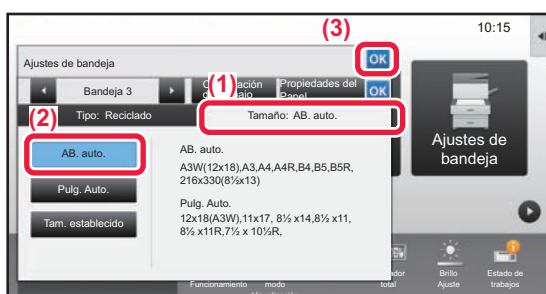 (3)
10:15
Ajustes de bandeja
OK
(1)
Bandeja 3
Propiedades del
Panel
OK
(2)
Tipo: Reciclado
Tamaño: AB. auto.
Ajustes de
bandeja
AB. auto.
AB. auto.
A3W(12x18),A3,A4,A4R,B4,B5,B5R,
216x330(8½x13)
Pulg. Auto.
Pulg. Auto.
12x18(A3W),11x17, 8½ x14,8½ x11,
8½ x11R,7½ x 10½R,
Tam. establecido
Funcionamiento
modo
total
Brillo
Ajuste
Estado de
trabajos